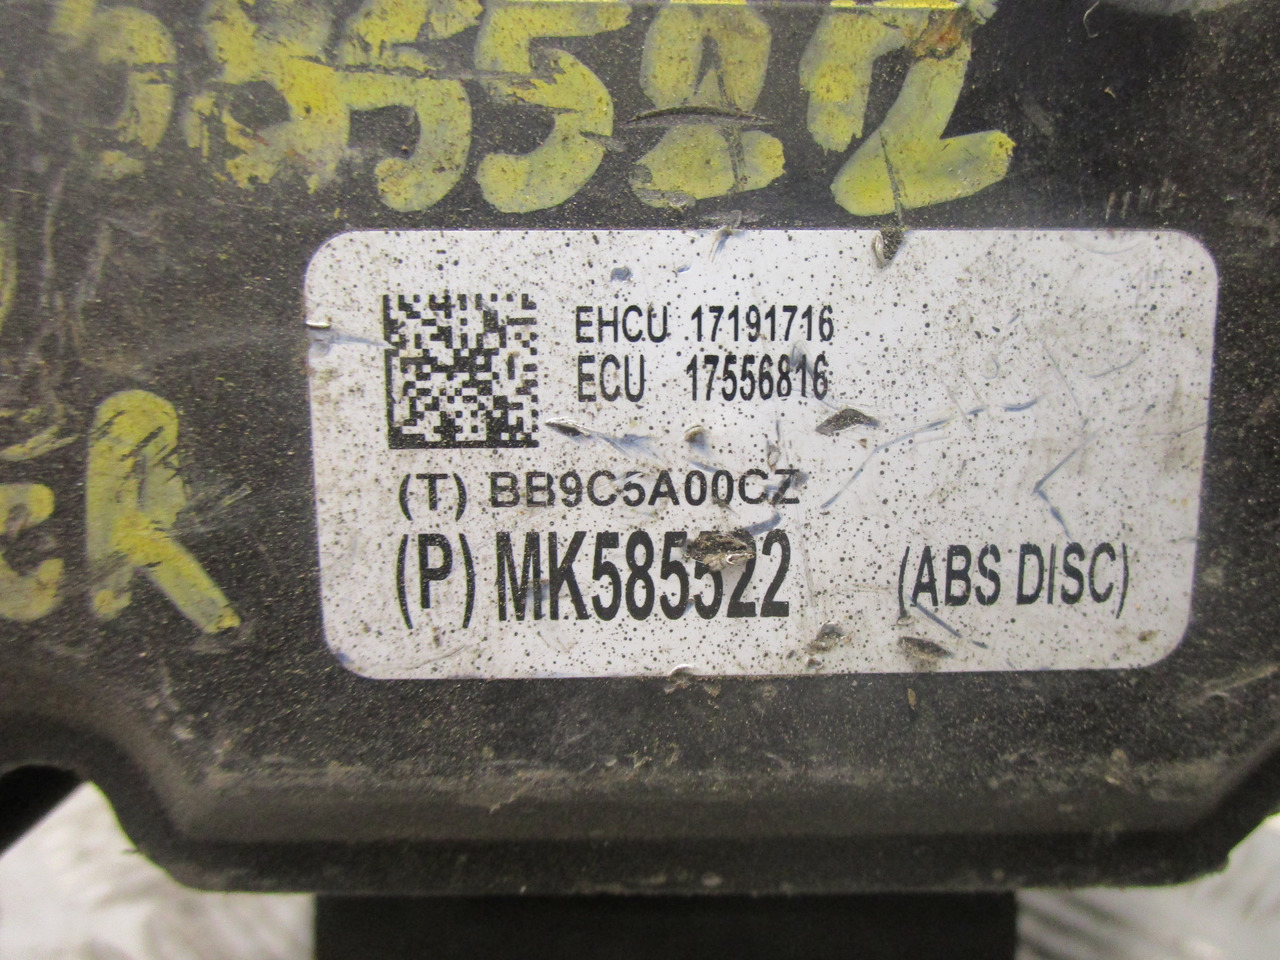 EHCU 17191716
ECU 17556816
(T) BB9C5A00CZ
(P) MK585522 (ABS DISC)